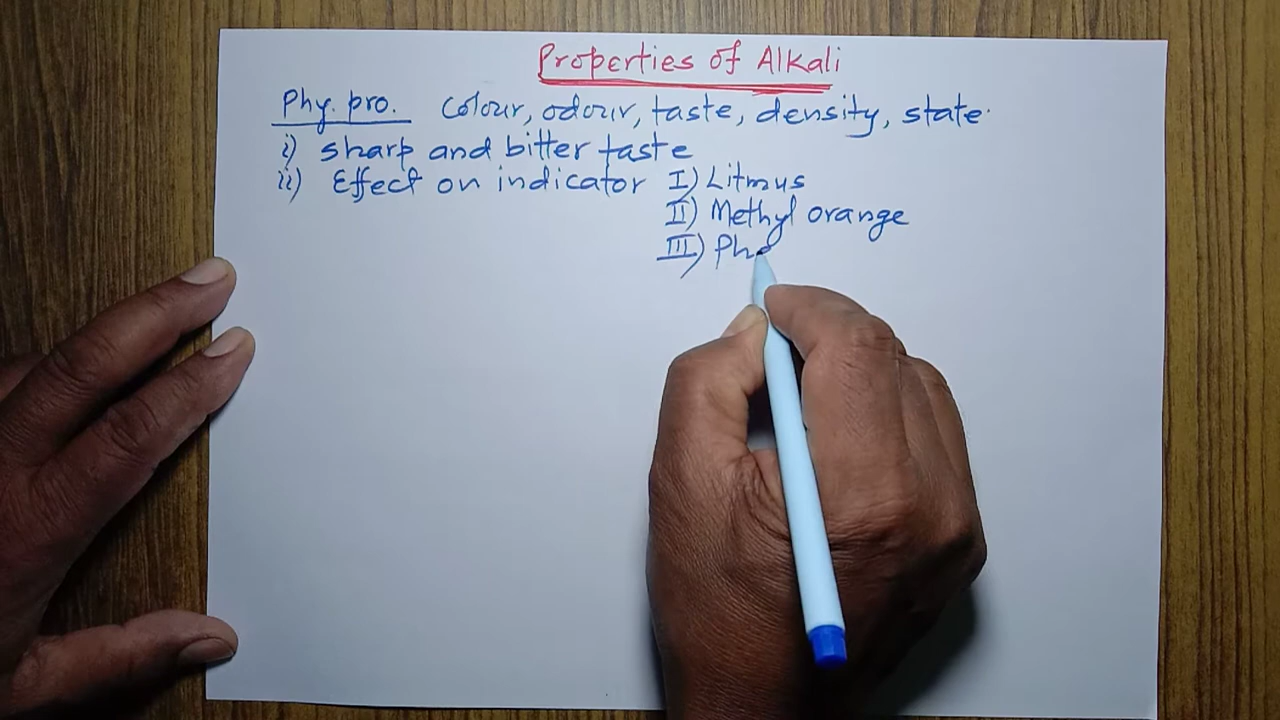 Properties of Alkali
Phy. pro. Colour, odour, taste, density, state.
i) sharp and bitter taste
ii) Effect on indicator I) Litmus
II) Methyl orange
III) Phe